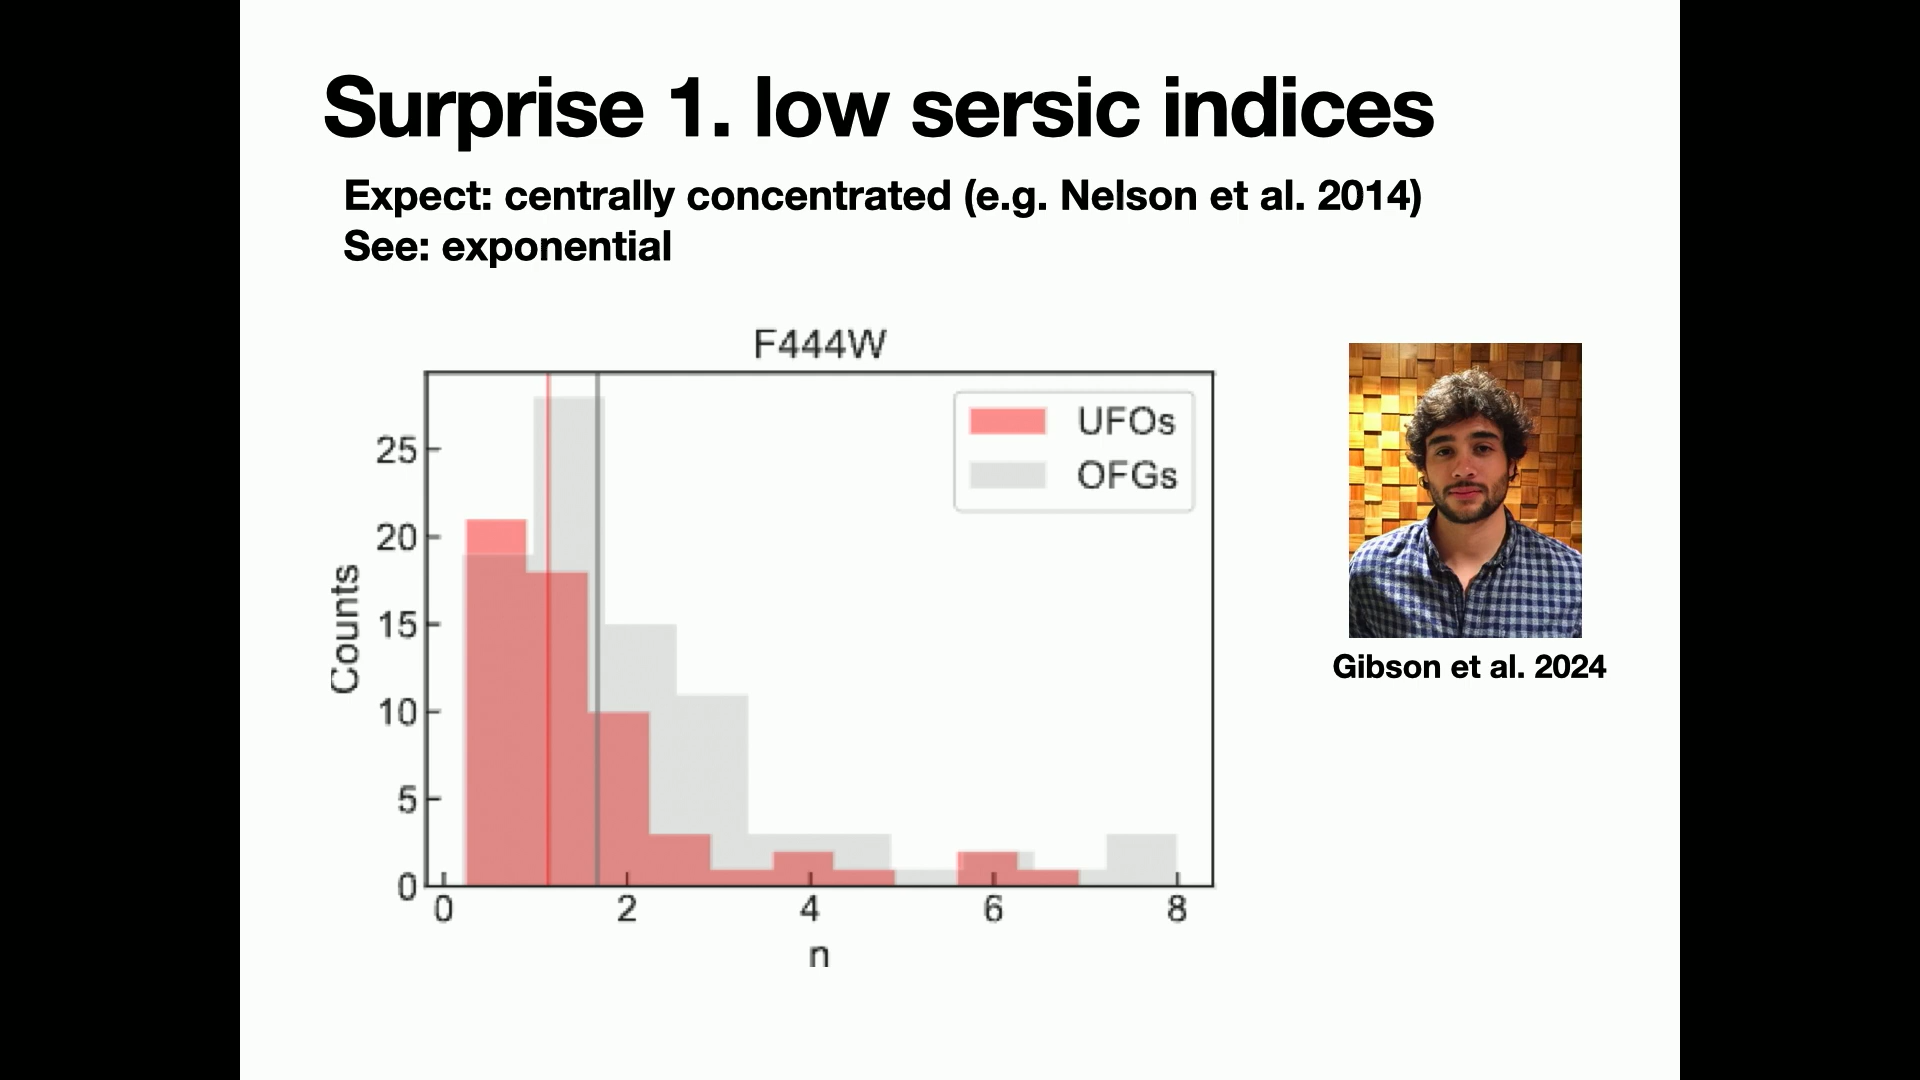 Surprise 1. low sersic indices
Expect: centrally concentrated (e.g. Nelson et al. 2014)
See: exponential
F444W
UFOs
OFGs
25
20
15
10
5
0
Counts
0 2 4 6 8
n
Gibson et al. 2024